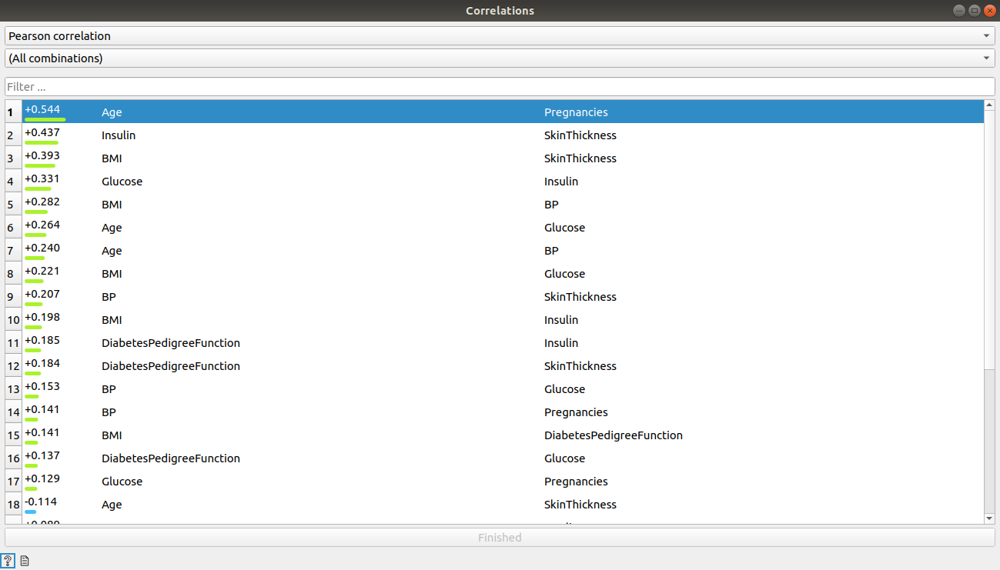 Correlations
Pearson correlation
(All combinations)
Filter ...
1 +0.544 Age Pregnancies
2 +0.437 Insulin SkinThickness
3 +0.393 BMI SkinThickness
4 +0.331 Glucose Insulin
5 +0.282 BMI BP
6 +0.264 Age Glucose
7 +0.240 Age BP
8 +0.221 BMI Glucose
9 +0.207 BP SkinThickness
10 +0.198 BMI Insulin
11 +0.185 DiabetesPedigreeFunction Insulin
12 +0.184 DiabetesPedigreeFunction SkinThickness
13 +0.153 BP Glucose
14 +0.141 BP Pregnancies
15 +0.141 BMI DiabetesPedigreeFunction
16 +0.137 DiabetesPedigreeFunction Glucose
17 +0.129 Glucose Pregnancies
18 -0.114 Age SkinThickness
Finished
?